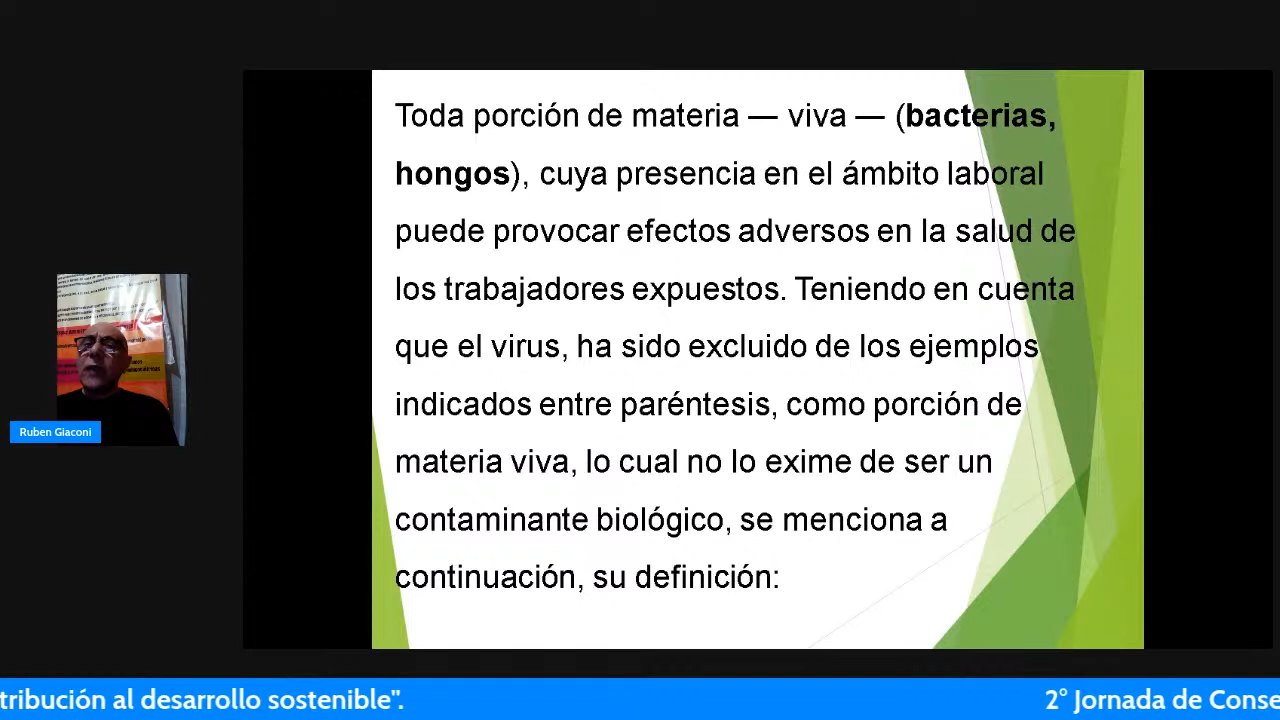 Toda porción de materia — viva — (bacterias,
hongos), cuya presencia en el ámbito laboral
puede provocar efectos adversos en la salud de
los trabajadores expuestos. Teniendo en cuenta
que el virus, ha sido excluido de los ejemplos
indicados entre paréntesis, como porción de
materia viva, lo cual no lo exime de ser un
contaminante biológico, se menciona a
continuación, su definición:
Ruben Giaconi
tribución al desarrollo sostenible". 2° Jornada de Conse